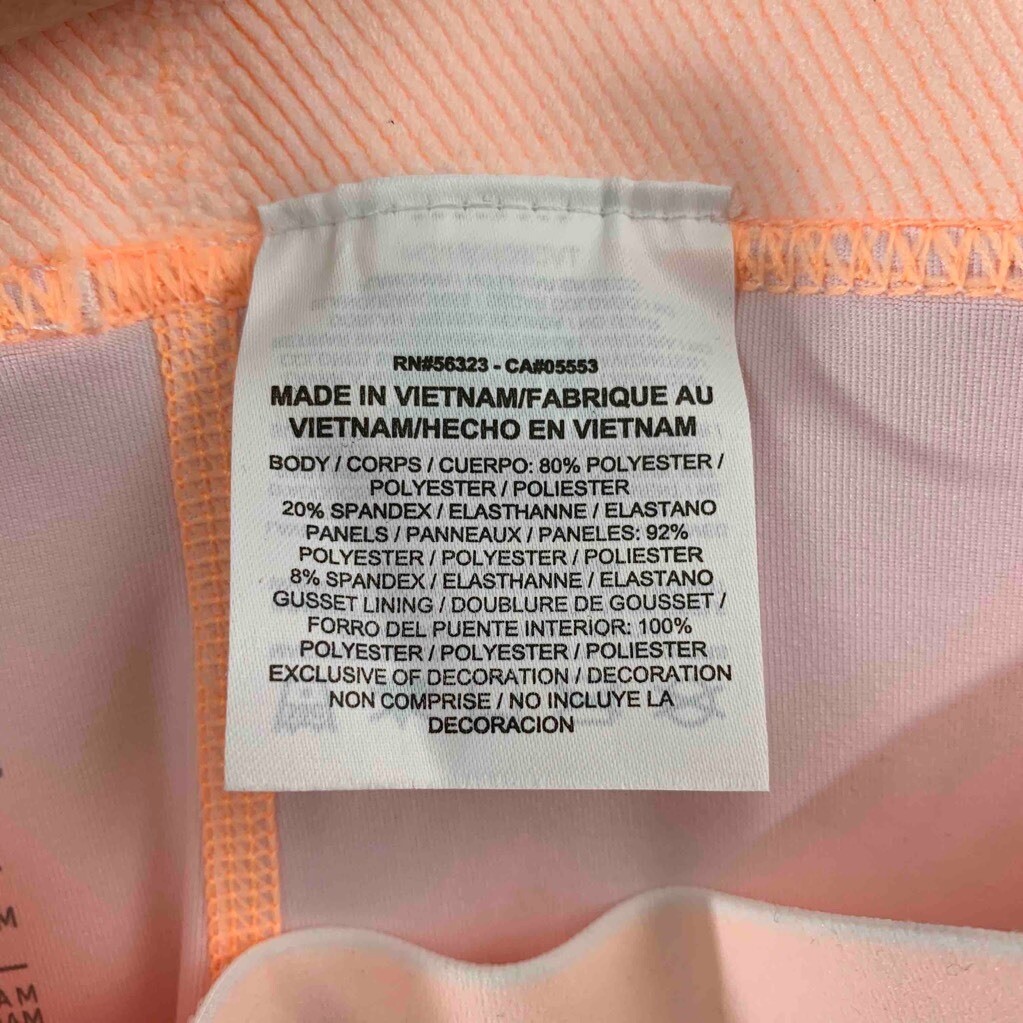 RN#56323 - CA#05553
MADE IN VIETNAM/FABRIQUE AU
VIETNAM/HECHO EN VIETNAM
BODY / CORPS / CUERPO: 80% POLYESTER /
POLYESTER / POLIESTER
20% SPANDEX / ELASTHANNE / ELASTANO
PANELS / PANNEAUX / PANELES: 92%
POLYESTER / POLYESTER / POLIESTER
8% SPANDEX / ELASTHANNE / ELASTANO
GUSSET LINING / DOUBLURE DE GOUSSET /
FORRO DEL PUENTE INTERIOR: 100%
POLYESTER / POLYESTER / POLIESTER
EXCLUSIVE OF DECORATION / DECORATION
NON COMPRISE / NO INCLUYE LA
DECORACION